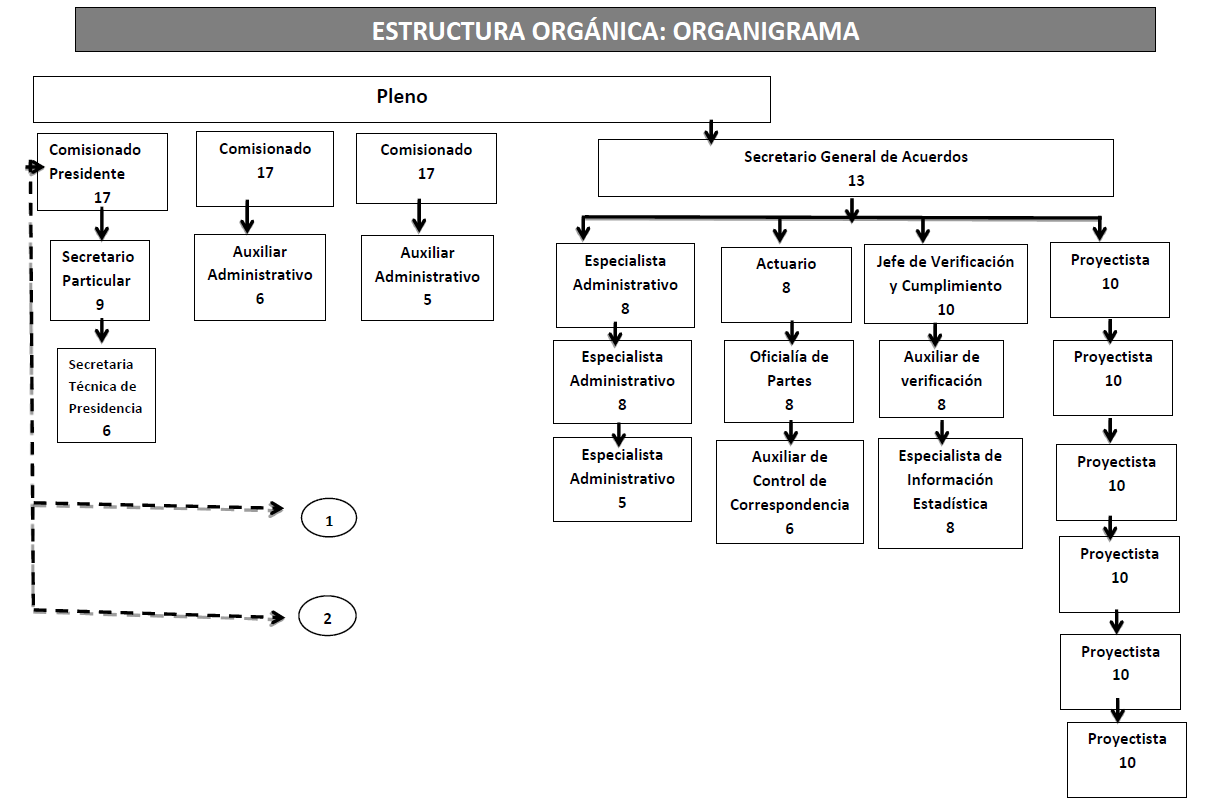 ESTRUCTURA ORGÁNICA: ORGANIGRAMA
Pleno
Comisionado
Presidente
17
Secretario
Particular
9
Secretaria
Técnica de
Presidencia
6
Comisionado
17
Auxiliar
Administrativo
6
Comisionado
17
Auxiliar
Administrativo
5
1
2
Secretario General de Acuerdos
13
Especialista
Administrativo
8
Especialista
Administrativo
8
Especialista
Administrativo
5
Actuario
8
Oficialía de
Partes
8
Auxiliar de
Control de
Correspondencia
6
Jefe de Verificación
y Cumplimiento
10
Auxiliar de
verificación
8
Especialista de
Información
Estadística
8
Proyectista
10
Proyectista
10
Proyectista
10
Proyectista
10
Proyectista
10
Proyectista
10